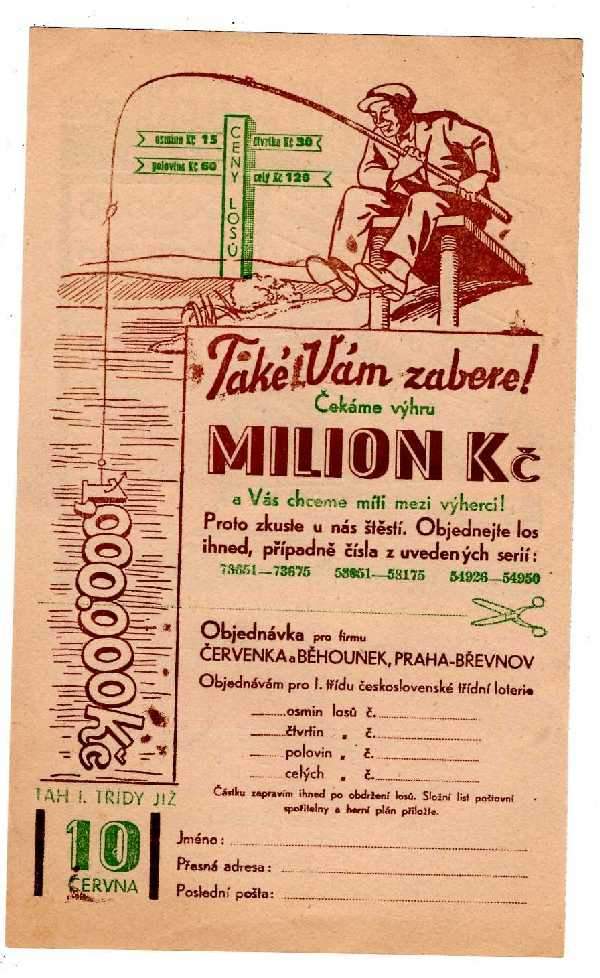 CENY LOSŮ
osmina Kč 15
čtvrtka Kč 30
polovina Kč 60
celý Kč 120
Také Vám zabere!
Čekáme výhru
MILION Kč
a Vás chceme míti mezi výherci!
Proto zkuste u nás štěstí. Objednejte los
ihned, případně čísla z uvedených serií:
73651—73675 58051—58175 54926—54950
1,000.000 Kč
Objednávka pro firmu
ČERVENKA a BĚHOUNEK, PRAHA-BŘEVNOV
Objednávám pro I. třídu československé třídní loterie
osmin losů č.
čtvrtin „ č.
polovin „ č.
celých „ č.
Částku zapravím ihned po obdržení losů. Složní list poštovní
spořitelny a herní plán přiložte.
TAH I. TŘÍDY JIŽ
10
ČERVNA
Jméno:
Přesná adresa:
Poslední pošta: